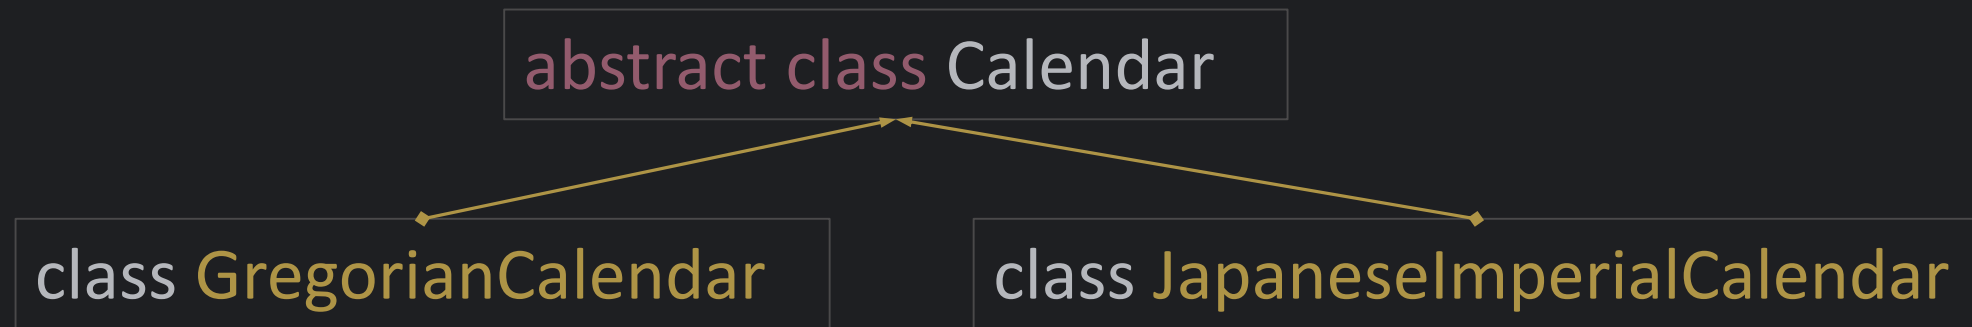 abstract class Calendar
class GregorianCalendar
class JapaneseImperialCalendar